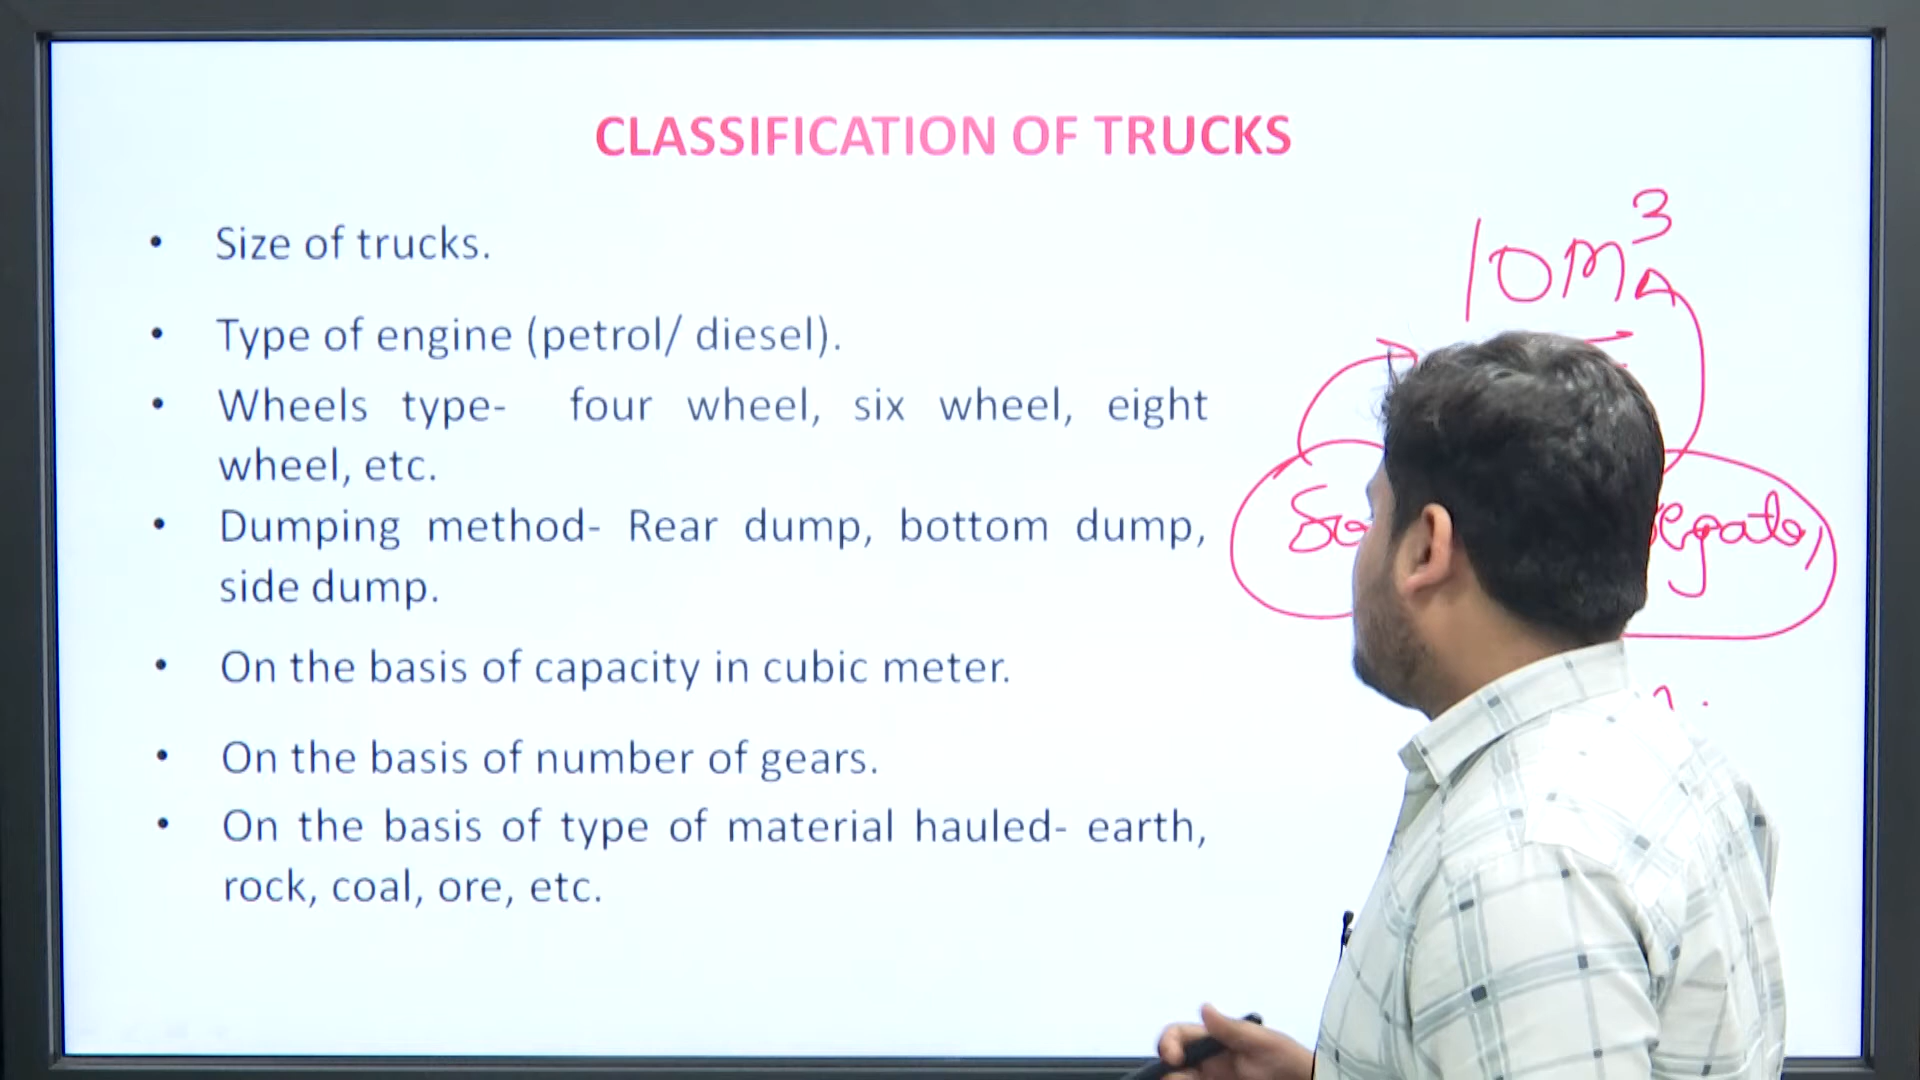 CLASSIFICATION OF TRUCKS
• Size of trucks.
• Type of engine (petrol/ diesel).
• Wheels type- four wheel, six wheel, eight
wheel, etc.
• Dumping method- Rear dump, bottom dump,
side dump.
• On the basis of capacity in cubic meter.
• On the basis of number of gears.
• On the basis of type of material hauled- earth,
rock, coal, ore, etc.
10m³